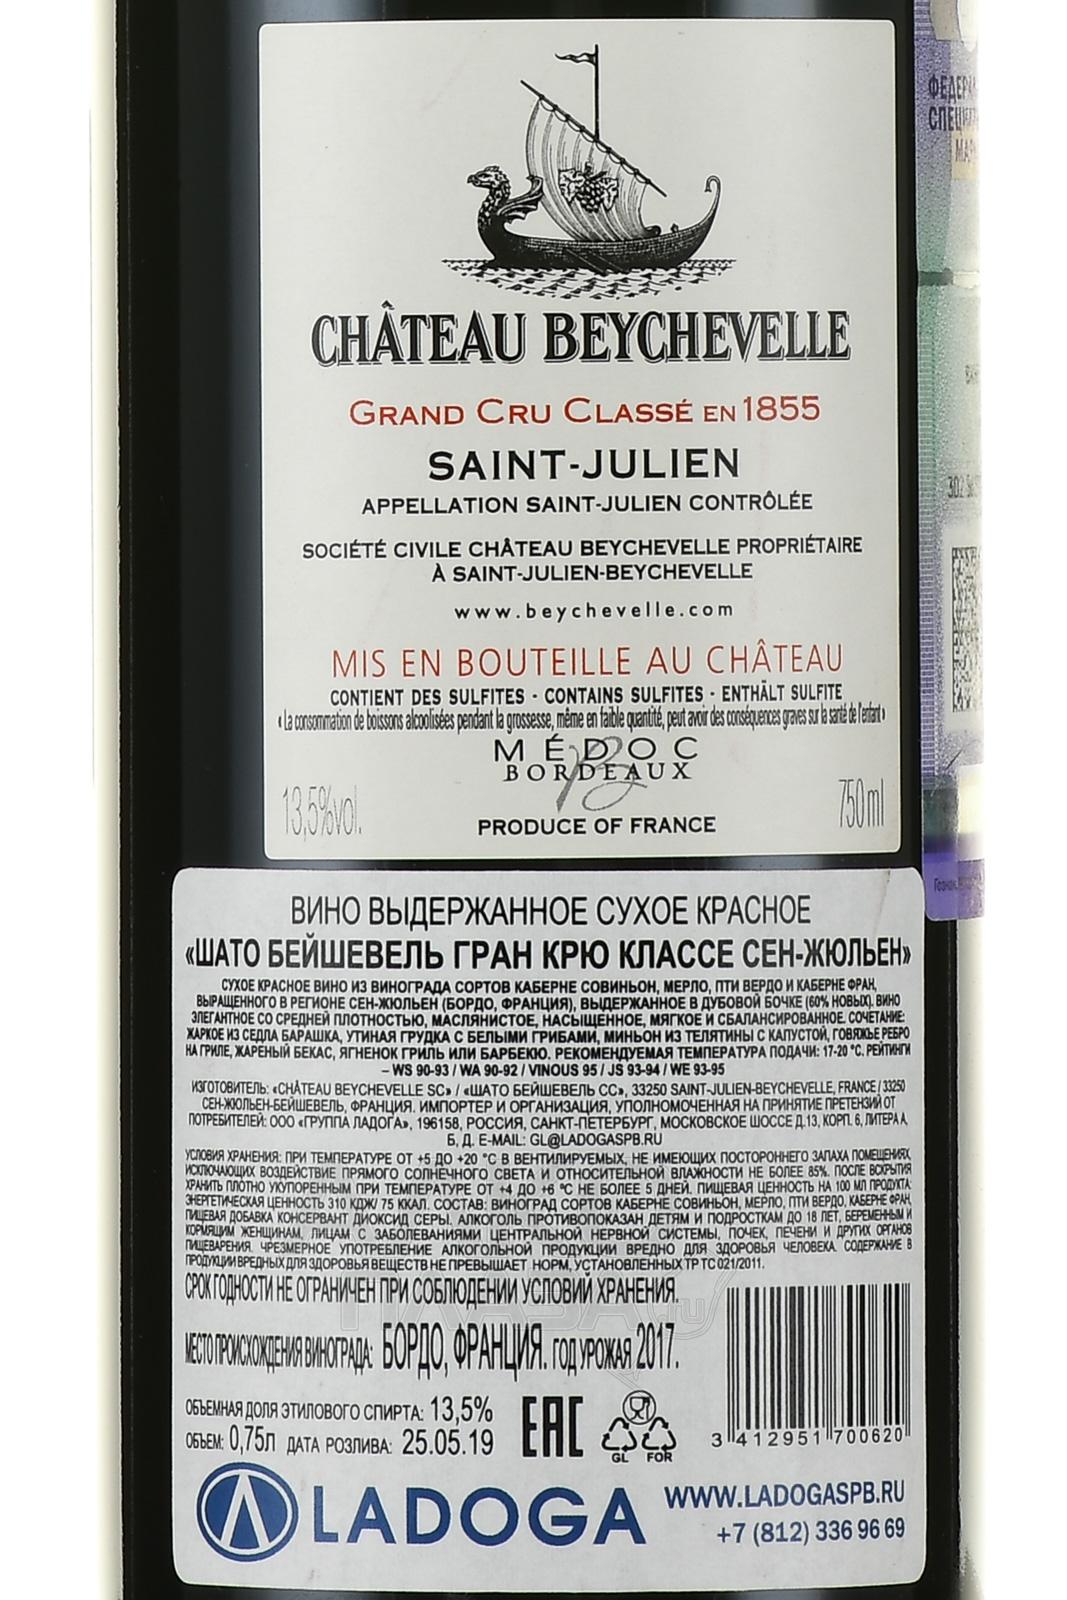 CHÂTEAU BEYCHEVELLE
GRAND CRU CLASSÉ EN 1855
SAINT-JULIEN
APPELLATION SAINT-JULIEN CONTRÔLÉE
SOCIÉTÉ CIVILE CHÂTEAU BEYCHEVELLE PROPRIÉTAIRE
À SAINT-JULIEN-BEYCHEVELLE
www.beychevelle.com
MIS EN BOUTEILLE AU CHÂTEAU
CONTIENT DES SULFITES - CONTAINS SULFITES - ENTHÄLT SULFITE
« La consommation de boissons alcoolisées pendant la grossesse, même en faible quantité, peut avoir des conséquences graves sur la santé de l'enfant »
MÉDOC
BORDEAUX
13,5%vol.
750ml
PRODUCE OF FRANCE
ВИНО ВЫДЕРЖАННОЕ СУХОЕ КРАСНОЕ
«ШАТО БЕЙШЕВЕЛЬ ГРАН КРЮ КЛАССЕ СЕН-ЖЮЛЬЕН»
СУХОЕ КРАСНОЕ ВИНО ИЗ ВИНОГРАДА СОРТОВ КАБЕРНЕ СОВИНЬОН, МЕРЛО, ПТИ ВЕРДО И КАБЕРНЕ ФРАН,
ВЫРАЩЕННОГО В РЕГИОНЕ СЕН-ЖЮЛЬЕН (БОРДО, ФРАНЦИЯ), ВЫДЕРЖАННОЕ В ДУБОВОЙ БОЧКЕ (60% НОВЫХ). ВИНО
ЭЛЕГАНТНОЕ СО СРЕДНЕЙ ПЛОТНОСТЬЮ, МАСЛЯНИСТОЕ, НАСЫЩЕННОЕ, МЯГКОЕ И СБАЛАНСИРОВАННОЕ. СОЧЕТАНИЕ:
ЖАРКОЕ ИЗ СЕДЛА БАРАШКА, УТИНАЯ ГРУДКА С БЕЛЫМИ ГРИБАМИ, МИНЬОН ИЗ ТЕЛЯТИНЫ С КАПУСТОЙ, ГОВЯЖЬЕ РЕБРО
НА ГРИЛЕ, ЖАРЕНЫЙ БЕКАС, ЯГНЕНОК ГРИЛЬ ИЛИ БАРБЕКЮ. РЕКОМЕНДУЕМАЯ ТЕМПЕРАТУРА ПОДАЧИ: 17-20 °С. РЕЙТИНГИ
– WS 90-93 / WA 90-92 / VINOUS 95 / JS 93-94 / WE 93-95
ИЗГОТОВИТЕЛЬ: «CHÂTEAU BEYCHEVELLE SC» / «ШАТО БЕЙШЕВЕЛЬ СС», 33250 SAINT-JULIEN-BEYCHEVELLE, FRANCE / 33250
СЕН-ЖЮЛЬЕН-БЕЙШЕВЕЛЬ, ФРАНЦИЯ. ИМПОРТЕР И ОРГАНИЗАЦИЯ, УПОЛНОМОЧЕННАЯ НА ПРИНЯТИЕ ПРЕТЕНЗИЙ ОТ
ПОТРЕБИТЕЛЕЙ: ООО «ГРУППА ЛАДОГА», 196158, РОССИЯ, САНКТ-ПЕТЕРБУРГ, МОСКОВСКОЕ ШОССЕ Д.13, КОРП. 6, ЛИТЕРА А,
Б, Д. E-MAIL: GL@LADOGASPB.RU
УСЛОВИЯ ХРАНЕНИЯ: ПРИ ТЕМПЕРАТУРЕ ОТ +5 ДО +20 °С В ВЕНТИЛИРУЕМЫХ, НЕ ИМЕЮЩИХ ПОСТОРОННЕГО ЗАПАХА ПОМЕЩЕНИЯХ,
ИСКЛЮЧАЮЩИХ ВОЗДЕЙСТВИЕ ПРЯМОГО СОЛНЕЧНОГО СВЕТА И ОТНОСИТЕЛЬНОЙ ВЛАЖНОСТИ НЕ БОЛЕЕ 85%. ПОСЛЕ ВСКРЫТИЯ
ХРАНИТЬ ПЛОТНО УКУПОРЕННЫМ ПРИ ТЕМПЕРАТУРЕ ОТ +4 ДО +6 °С НЕ БОЛЕЕ 5 ДНЕЙ. ПИЩЕВАЯ ЦЕННОСТЬ НА 100 МЛ ПРОДУКТА:
ЭНЕРГЕТИЧЕСКАЯ ЦЕННОСТЬ 310 КДЖ/ 75 ККАЛ. СОСТАВ: ВИНОГРАД СОРТОВ КАБЕРНЕ СОВИНЬОН, МЕРЛО, ПТИ ВЕРДО, КАБЕРНЕ ФРАН,
ПИЩЕВАЯ ДОБАВКА КОНСЕРВАНТ ДИОКСИД СЕРЫ. АЛКОГОЛЬ ПРОТИВОПОКАЗАН ДЕТЯМ И ПОДРОСТКАМ ДО 18 ЛЕТ, БЕРЕМЕННЫМ И
КОРМЯЩИМ ЖЕНЩИНАМ, ЛИЦАМ С ЗАБОЛЕВАНИЯМИ ЦЕНТРАЛЬНОЙ НЕРВНОЙ СИСТЕМЫ, ПОЧЕК, ПЕЧЕНИ И ДРУГИХ ОРГАНОВ
ПИЩЕВАРЕНИЯ. ЧРЕЗМЕРНОЕ УПОТРЕБЛЕНИЕ АЛКОГОЛЬНОЙ ПРОДУКЦИИ ВРЕДНО ДЛЯ ЗДОРОВЬЯ ЧЕЛОВЕКА. СОДЕРЖАНИЕ В
ПРОДУКЦИИ ВРЕДНЫХ ДЛЯ ЗДОРОВЬЯ ВЕЩЕСТВ НЕ ПРЕВЫШАЕТ НОРМ, УСТАНОВЛЕННЫХ ТР ТС 021/2011.
СРОК ГОДНОСТИ НЕ ОГРАНИЧЕН ПРИ СОБЛЮДЕНИИ УСЛОВИЙ ХРАНЕНИЯ.
МЕСТО ПРОИСХОЖДЕНИЯ ВИНОГРАДА: БОРДО, ФРАНЦИЯ. ГОД УРОЖАЯ 2017.
ОБЪЕМНАЯ ДОЛЯ ЭТИЛОВОГО СПИРТА: 13,5%
ОБЪЕМ: 0,75л ДАТА РОЗЛИВА: 25.05.19
EAC
GL FOR
3 412951 700620
LADOGA
WWW.LADOGASPB.RU
+7 (812) 336 96 69